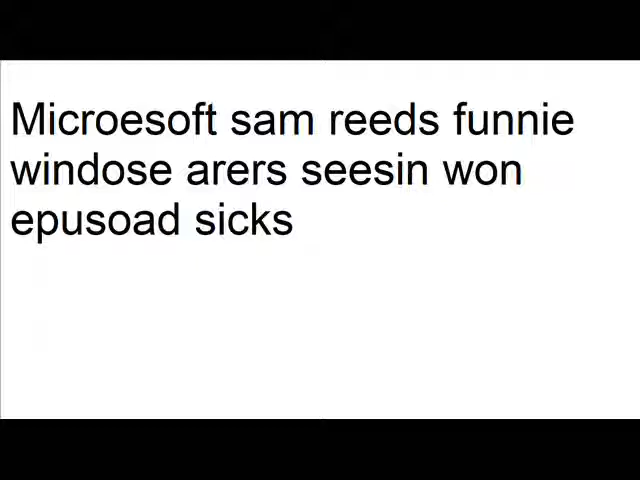 Microesoft sam reeds funnie
windose arers seesin won
epusoad sicks